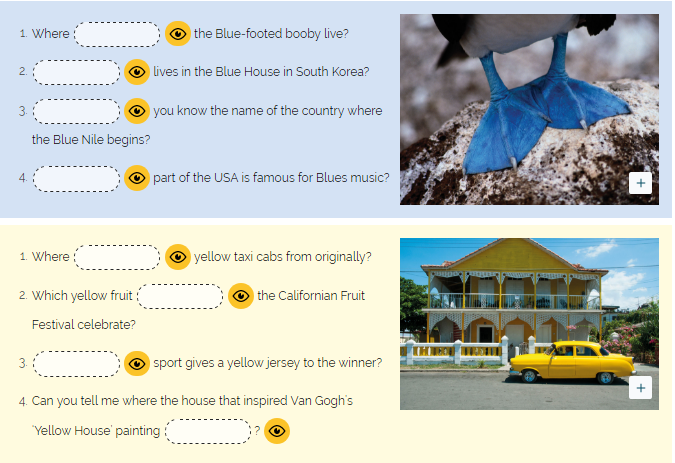 1. Where the Blue-footed booby live?
2. lives in the Blue House in South Korea?
3. you know the name of the country where
the Blue Nile begins?
4. part of the USA is famous for Blues music?
1. Where yellow taxi cabs from originally?
2. Which yellow fruit the Californian Fruit
Festival celebrate?
3. sport gives a yellow jersey to the winner?
4. Can you tell me where the house that inspired Van Gogh's
'Yellow House' painting ?